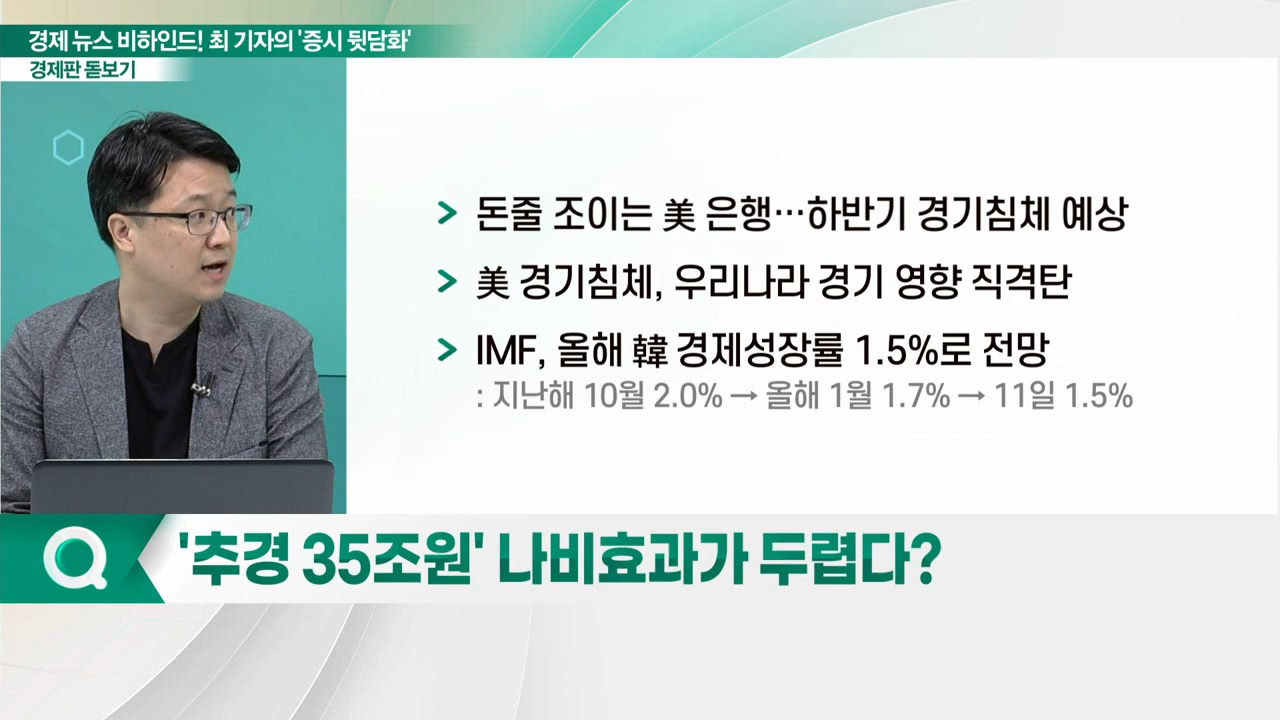 경제 뉴스 비하인드! 최 기자의 '증시 뒷담화'
경제판 돋보기
> 돈줄 조이는 美 은행…하반기 경기침체 예상
> 美 경기침체, 우리나라 경기 영향 직격탄
> IMF, 올해 韓 경제성장률 1.5%로 전망
: 지난해 10월 2.0% → 올해 1월 1.7% → 11일 1.5%
Q '추경 35조원' 나비효과가 두렵다?